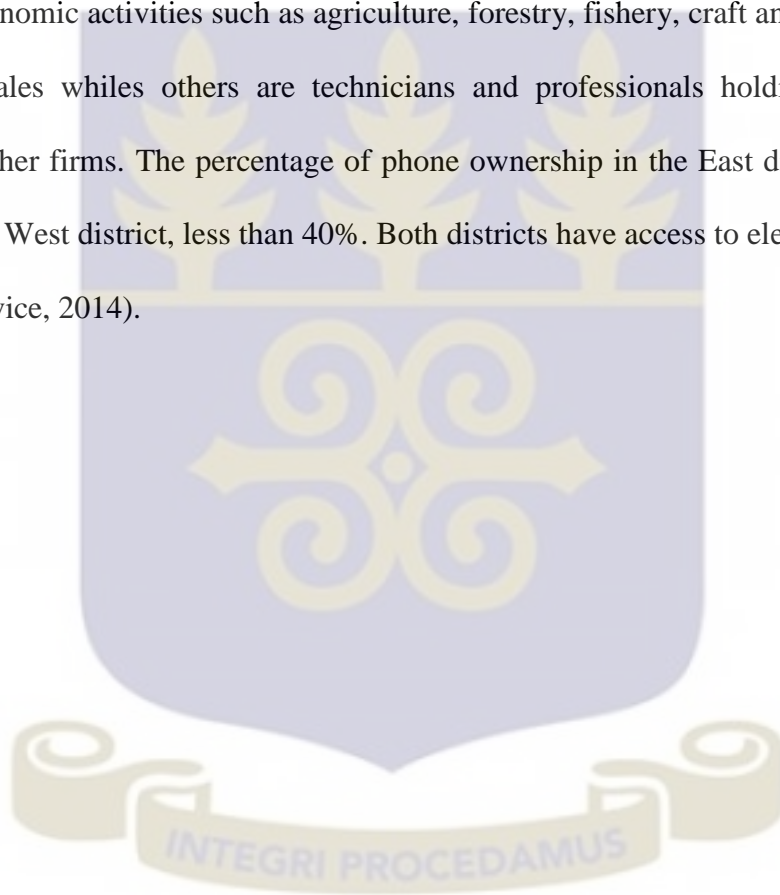 nomic activities such as agriculture, forestry, fishery, craft an
ales whiles others are technicians and professionals hold
her firms. The percentage of phone ownership in the East d
West district, less than 40%. Both districts have access to ele
vice, 2014).
INTEGRI PROCEDAMUS